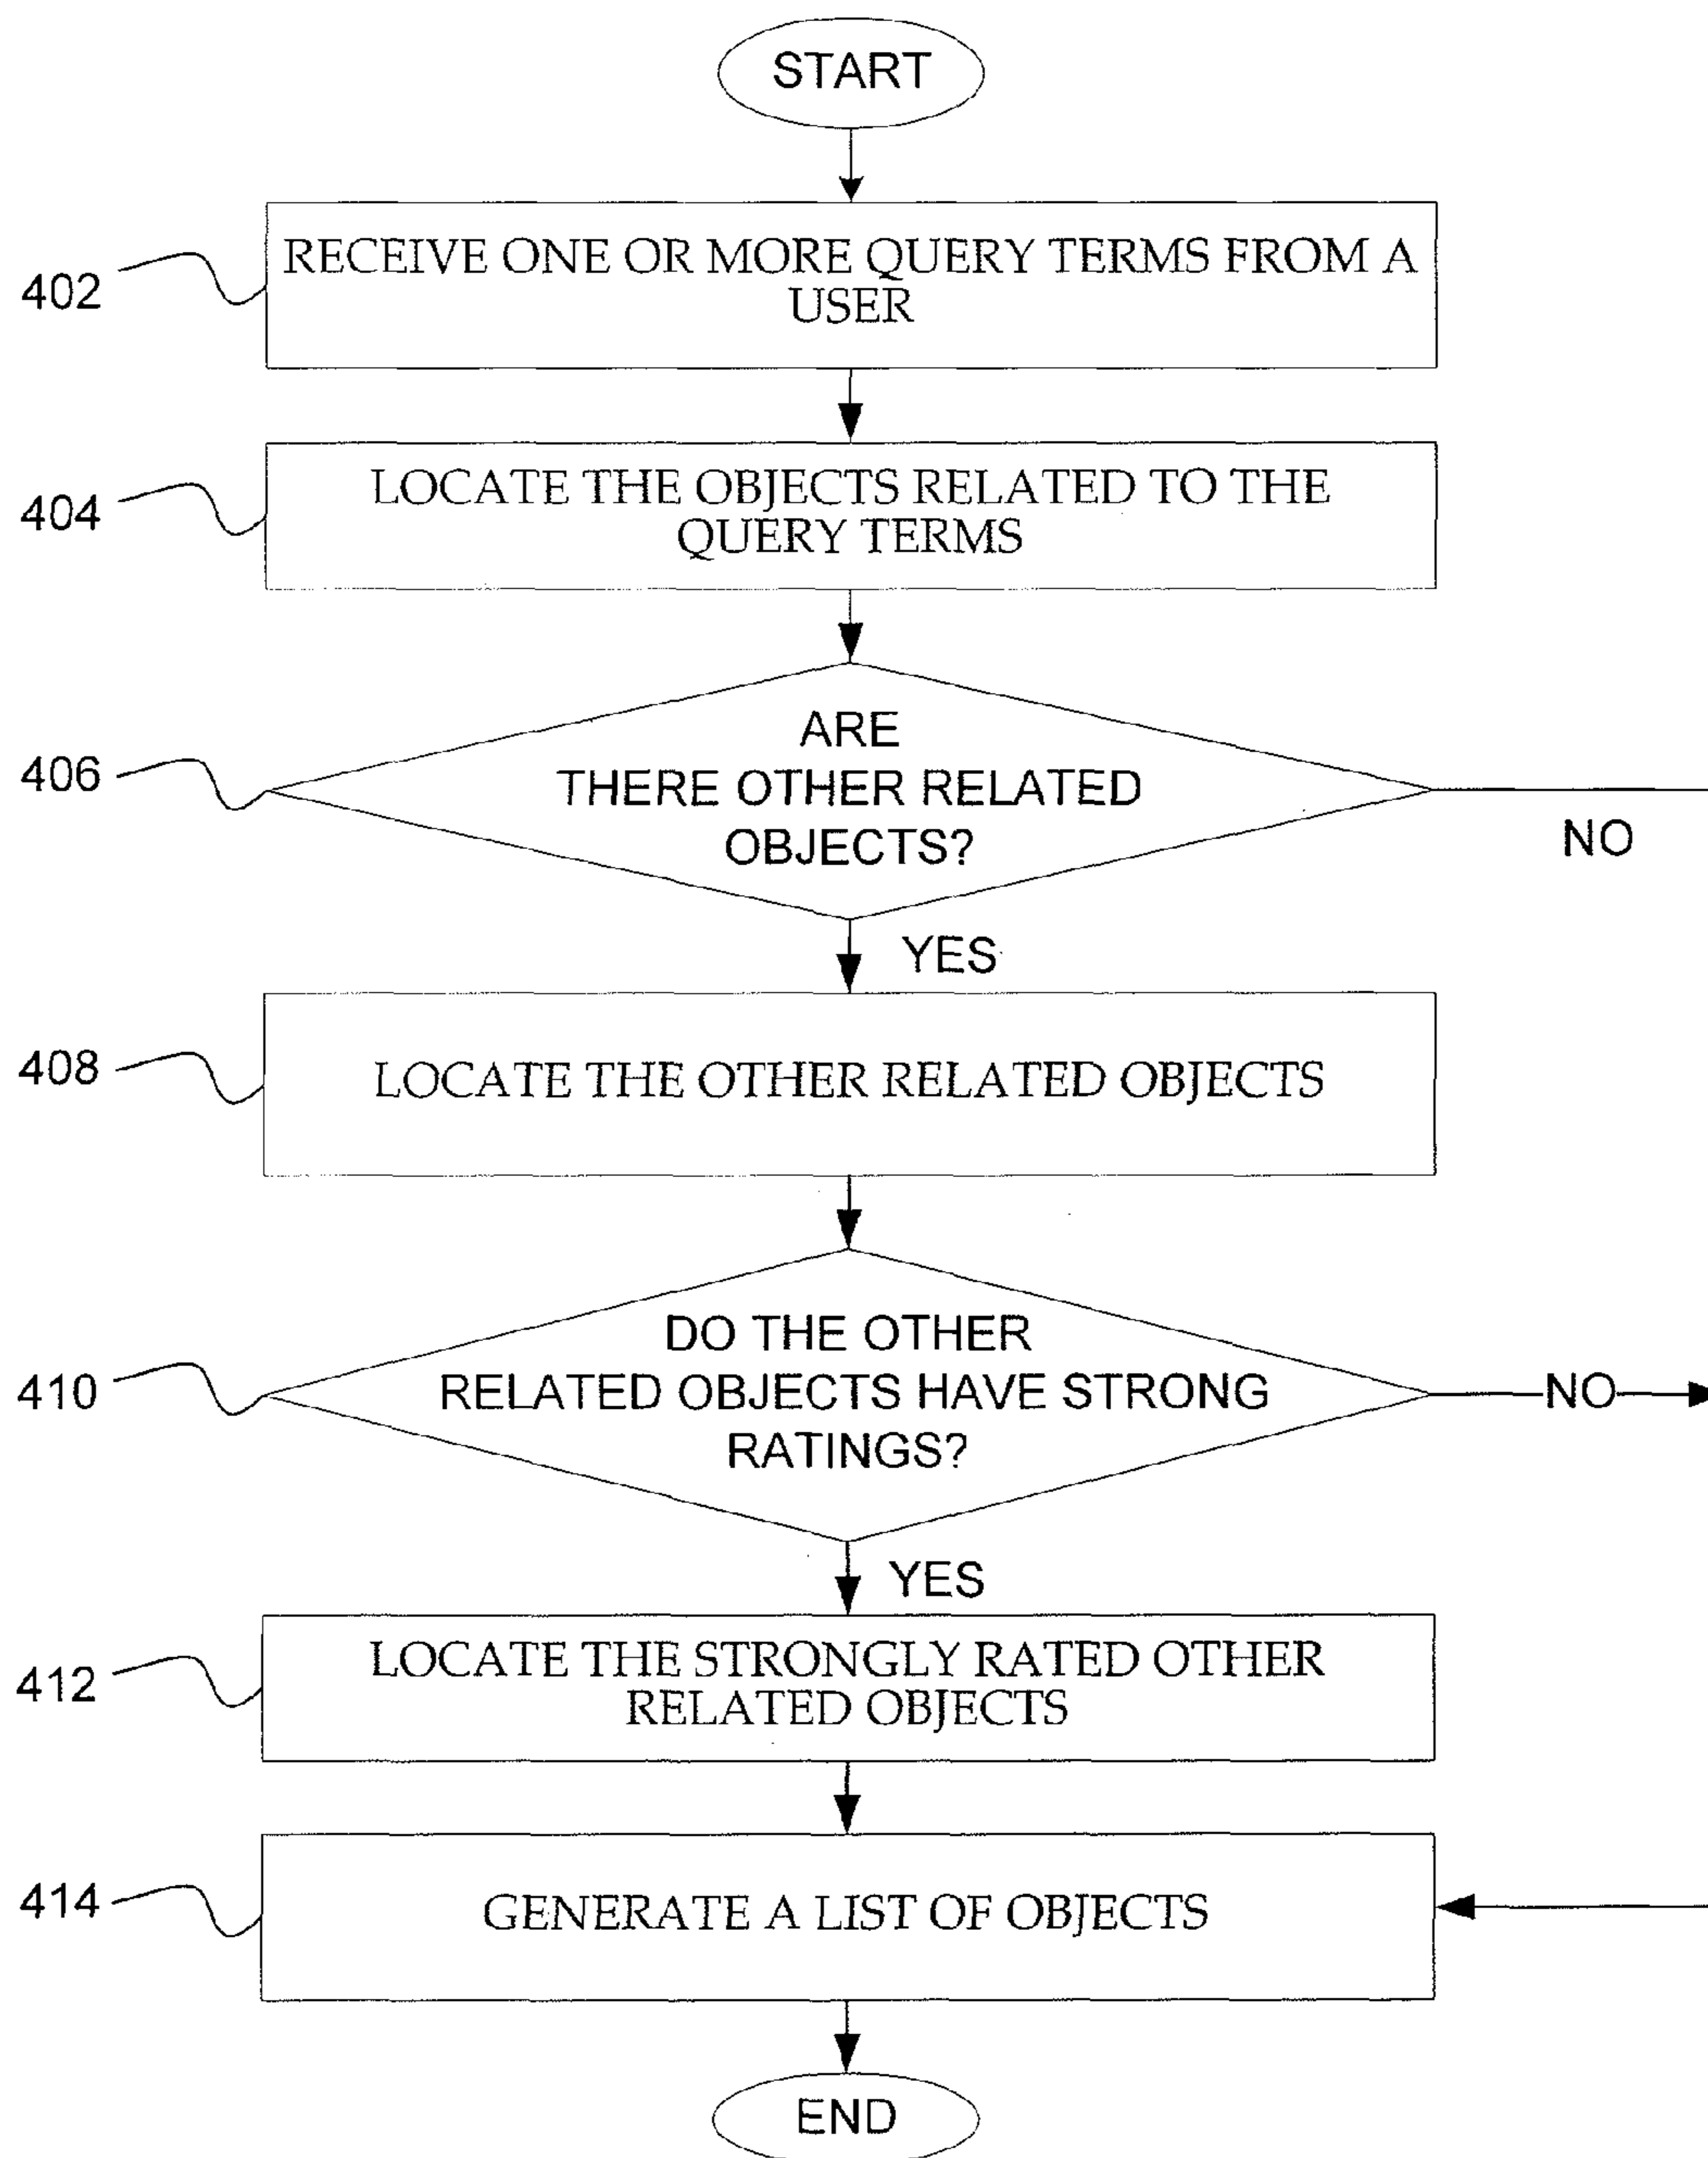 START
402
RECEIVE ONE OR MORE QUERY TERMS FROM A
USER
404
LOCATE THE OBJECTS RELATED TO THE
QUERY TERMS
406
ARE
THERE OTHER RELATED
OBJECTS?
NO
YES
408
LOCATE THE OTHER RELATED OBJECTS
410
DO THE OTHER
RELATED OBJECTS HAVE STRONG
RATINGS?
NO
YES
412
LOCATE THE STRONGLY RATED OTHER
RELATED OBJECTS
414
GENERATE A LIST OF OBJECTS
END